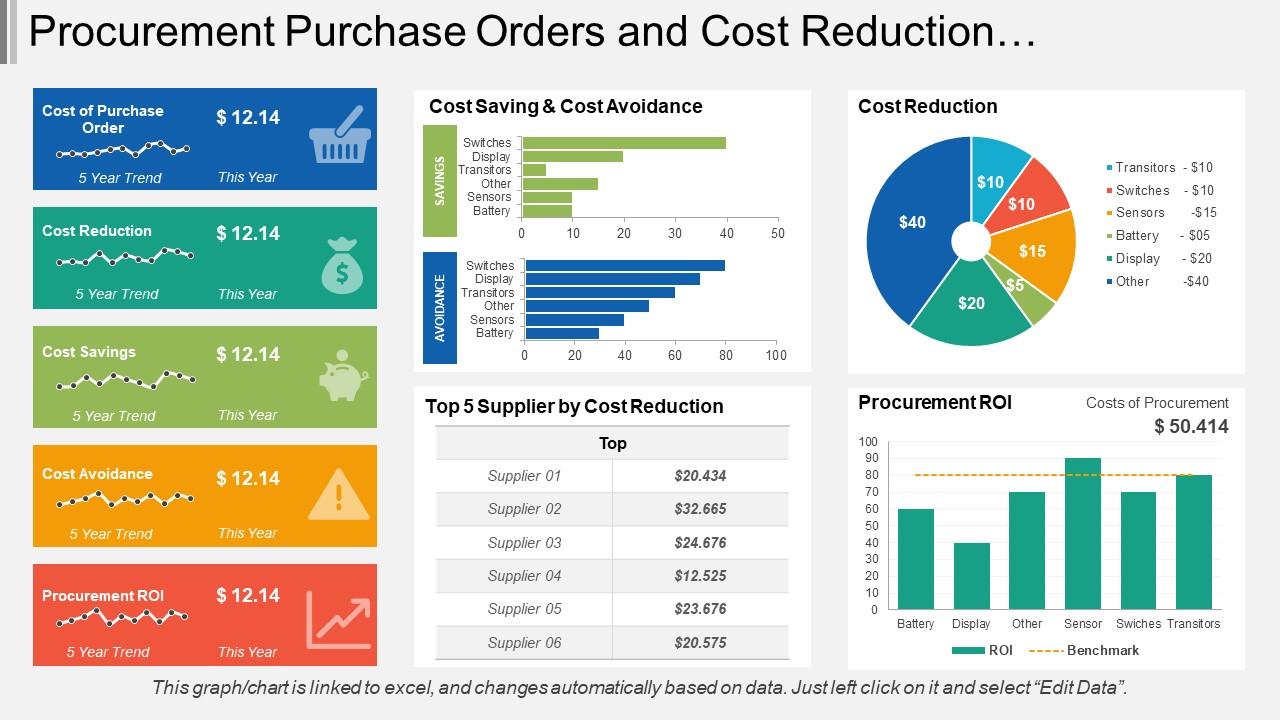 Procurement Purchase Orders and Cost Reduction…
Cost of Purchase
Order
$ 12.14
5 Year Trend
This Year
Cost Reduction
$ 12.14
5 Year Trend
This Year
Cost Savings
$ 12.14
5 Year Trend
This Year
Cost Avoidance
$ 12.14
5 Year Trend
This Year
Procurement ROI
$ 12.14
5 Year Trend
This Year
Cost Saving & Cost Avoidance
SAVINGS
Switches
Display
Transitors
Other
Sensors
Battery
0 10 20 30 40 50
AVOIDANCE
Switches
Display
Transitors
Other
Sensors
Battery
0 20 40 60 80 100
Top 5 Supplier by Cost Reduction
Top
Supplier 01 $20.434
Supplier 02 $32.665
Supplier 03 $24.676
Supplier 04 $12.525
Supplier 05 $23.676
Supplier 06 $20.575
Cost Reduction
$10
$10
$15
$5
$20
$40
Transitors - $10
Switches - $10
Sensors -$15
Battery - $05
Display - $20
Other -$40
Procurement ROI
Costs of Procurement
$ 50.414
100
90
80
70
60
50
40
30
20
10
0
Battery Display Other Sensor Swiches Transitors
ROI Benchmark
This graph/chart is linked to excel, and changes automatically based on data. Just left click on it and select “Edit Data”.